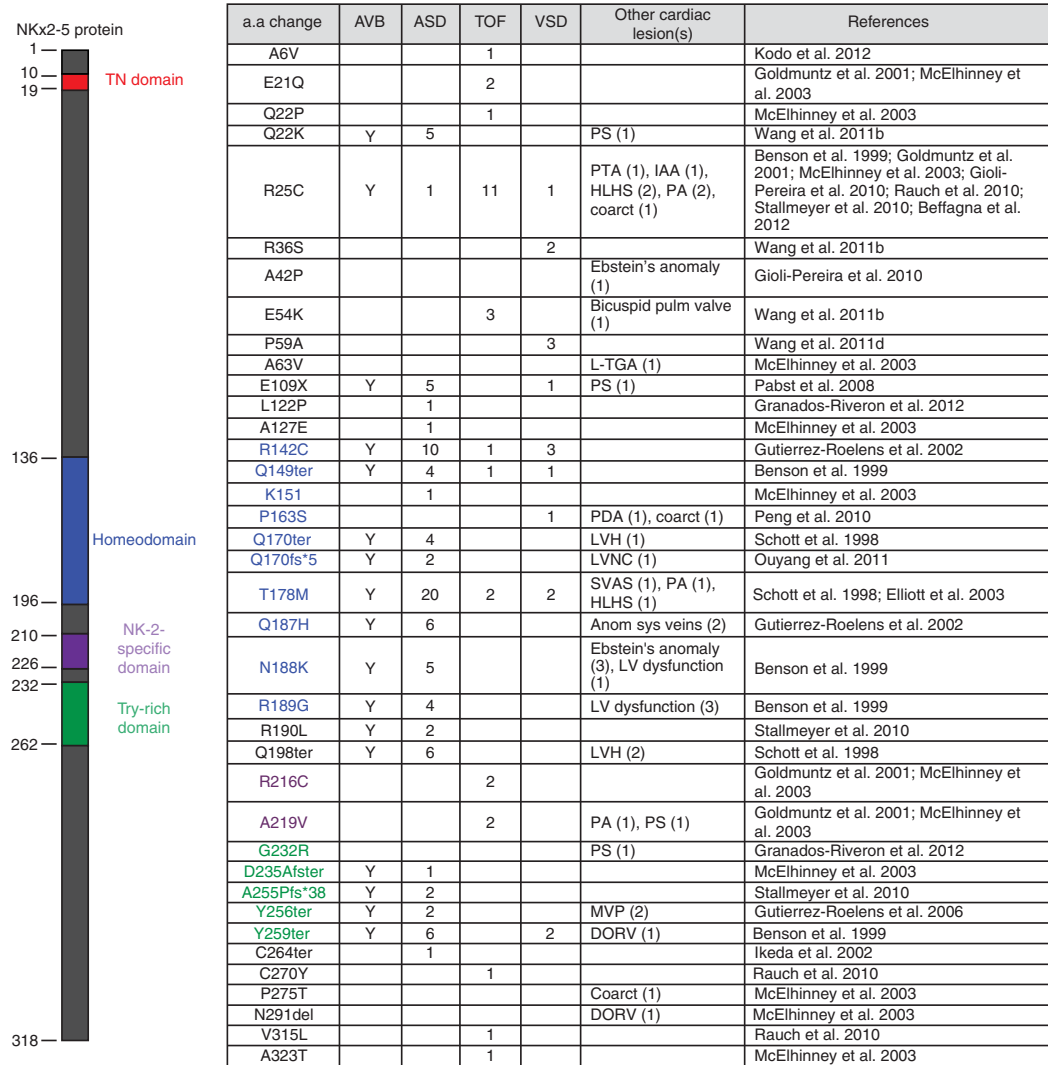 NKx2-5 protein
1
10
TN domain
19
136
Homeodomain
196
210
NK-2-
specific
domain
226
232
Try-rich
domain
262
318
a.a change AVB ASD TOF VSD Other cardiac lesion(s) References
A6V 1 Kodo et al. 2012
E21Q 2 Goldmuntz et al. 2001; McElhinney et
al. 2003
Q22P 1 McElhinney et al. 2003
Q22K Y 5 PS (1) Wang et al. 2011b
R25C Y 1 11 1 PTA (1), IAA (1),
HLHS (2), PA (2),
coarct (1)
Benson et al. 1999; Goldmuntz et al.
2001; McElhinney et al. 2003; Gioli-
Pereira et al. 2010; Rauch et al. 2010;
Stallmeyer et al. 2010; Beffagna et al.
2012
R36S 2 Wang et al. 2011b
A42P Ebstein's anomaly
(1) Gioli-Pereira et al. 2010
E54K 3 Bicuspid pulm valve
(1) Wang et al. 2011b
P59A 3 Wang et al. 2011d
A63V L-TGA (1) McElhinney et al. 2003
E109X Y 5 1 PS (1) Pabst et al. 2008
L122P 1 Granados-Riveron et al. 2012
A127E 1 McElhinney et al. 2003
R142C Y 10 1 3 Gutierrez-Roelens et al. 2002
Q149ter Y 4 1 1 Benson et al. 1999
K151 1 McElhinney et al. 2003
P163S 1 PDA (1), coarct (1) Peng et al. 2010
Q170ter Y 4 LVH (1) Schott et al. 1998
Q170fs*5 Y 2 LVNC (1) Ouyang et al. 2011
T178M Y 20 2 2 SVAS (1), PA (1),
HLHS (1) Schott et al. 1998; Elliott et al. 2003
Q187H Y 6 Anom sys veins (2) Gutierrez-Roelens et al. 2002
N188K Y 5 Ebstein's anomaly
(3), LV dysfunction
(1) Benson et al. 1999
R189G Y 4 LV dysfunction (3) Benson et al. 1999
R190L Y 2 Stallmeyer et al. 2010
Q198ter Y 6 LVH (2) Schott et al. 1998
R216C 2 Goldmuntz et al. 2001; McElhinney et
al. 2003
A219V 2 PA (1), PS (1) Goldmuntz et al. 2001; McElhinney et
al. 2003
G232R PS (1) Granados-Riveron et al. 2012
D235Afster Y 1 McElhinney et al. 2003
A255Pfs*38 Y 2 Stallmeyer et al. 2010
Y256ter Y 2 MVP (2) Gutierrez-Roelens et al. 2006
Y259ter Y 6 2 DORV (1) Benson et al. 1999
C264ter 1 Ikeda et al. 2002
C270Y 1 Rauch et al. 2010
P275T Coarct (1) McElhinney et al. 2003
N291del DORV (1) McElhinney et al. 2003
V315L 1 Rauch et al. 2010
A323T 1 McElhinney et al. 2003